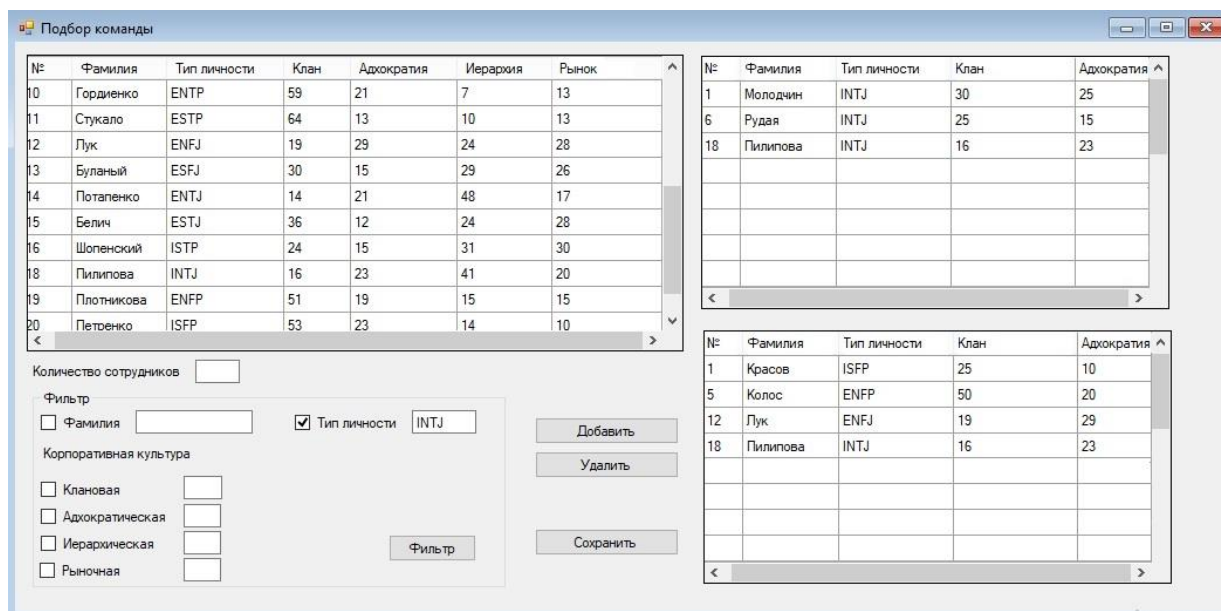 Подбор команды
№ Фамилия Тип личности Клан Адхократия Иерархия Рынок
10 Гордиенко ENTP 59 21 7 13
11 Стукало ESTP 64 13 10 13
12 Лук ENFJ 19 29 24 28
13 Буланый ESFJ 30 15 29 26
14 Потапенко ENTJ 14 21 48 17
15 Белич ESTJ 36 12 24 28
16 Шопенский ISTP 24 15 31 30
18 Пилипова INTJ 16 23 41 20
19 Плотникова ENFP 51 19 15 15
20 Петренко ISFP 53 23 14 10
№ Фамилия Тип личности Клан Адхократия
1 Молодчин INTJ 30 25
6 Рудая INTJ 25 15
18 Пилипова INTJ 16 23
№ Фамилия Тип личности Клан Адхократия
1 Красов ISFP 25 10
5 Колос ENFP 50 20
12 Лук ENFJ 19 29
18 Пилипова INTJ 16 23
Количество сотрудников
Фильтр
Фамилия Тип личности INTJ
Корпоративная культура
Клановая
Адхократическая
Иерархическая
Рыночная
Фильтр
Добавить
Удалить
Сохранить